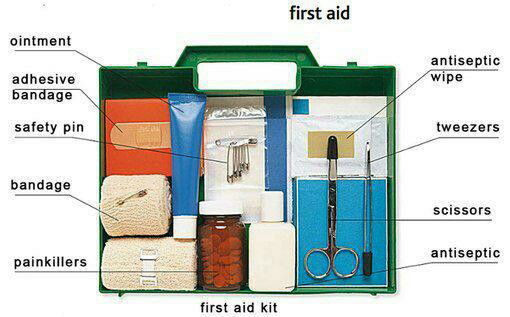 first aid
ointment
adhesive
bandage
safety pin
bandage
painkillers
antiseptic
wipe
tweezers
scissors
antiseptic
first aid kit